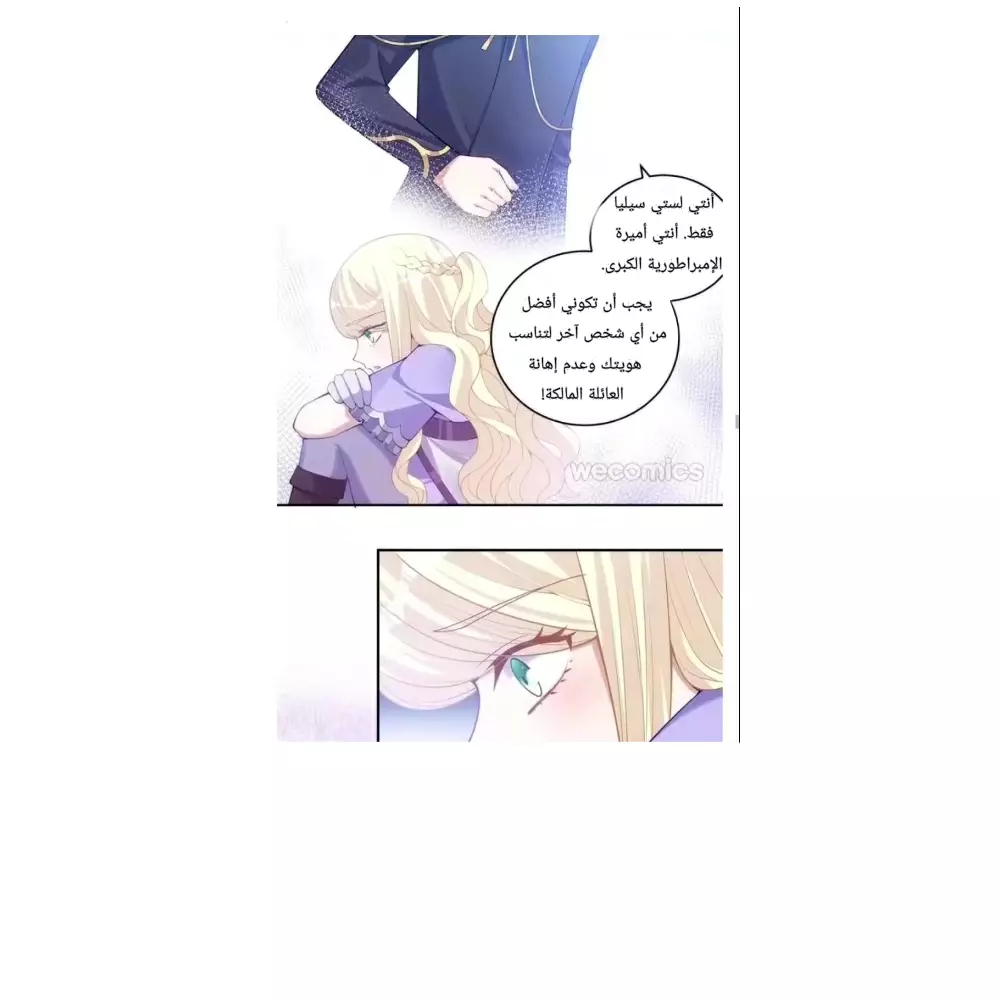 أنتي لستي سيليا
فقط. أنتي أميرة
الإمبراطورية الكبرى.
يجب أن تكوني أفضل
من أي شخص آخر لتناسب
هويتك وعدم إهانة
العائلة المالكة!
wecomics